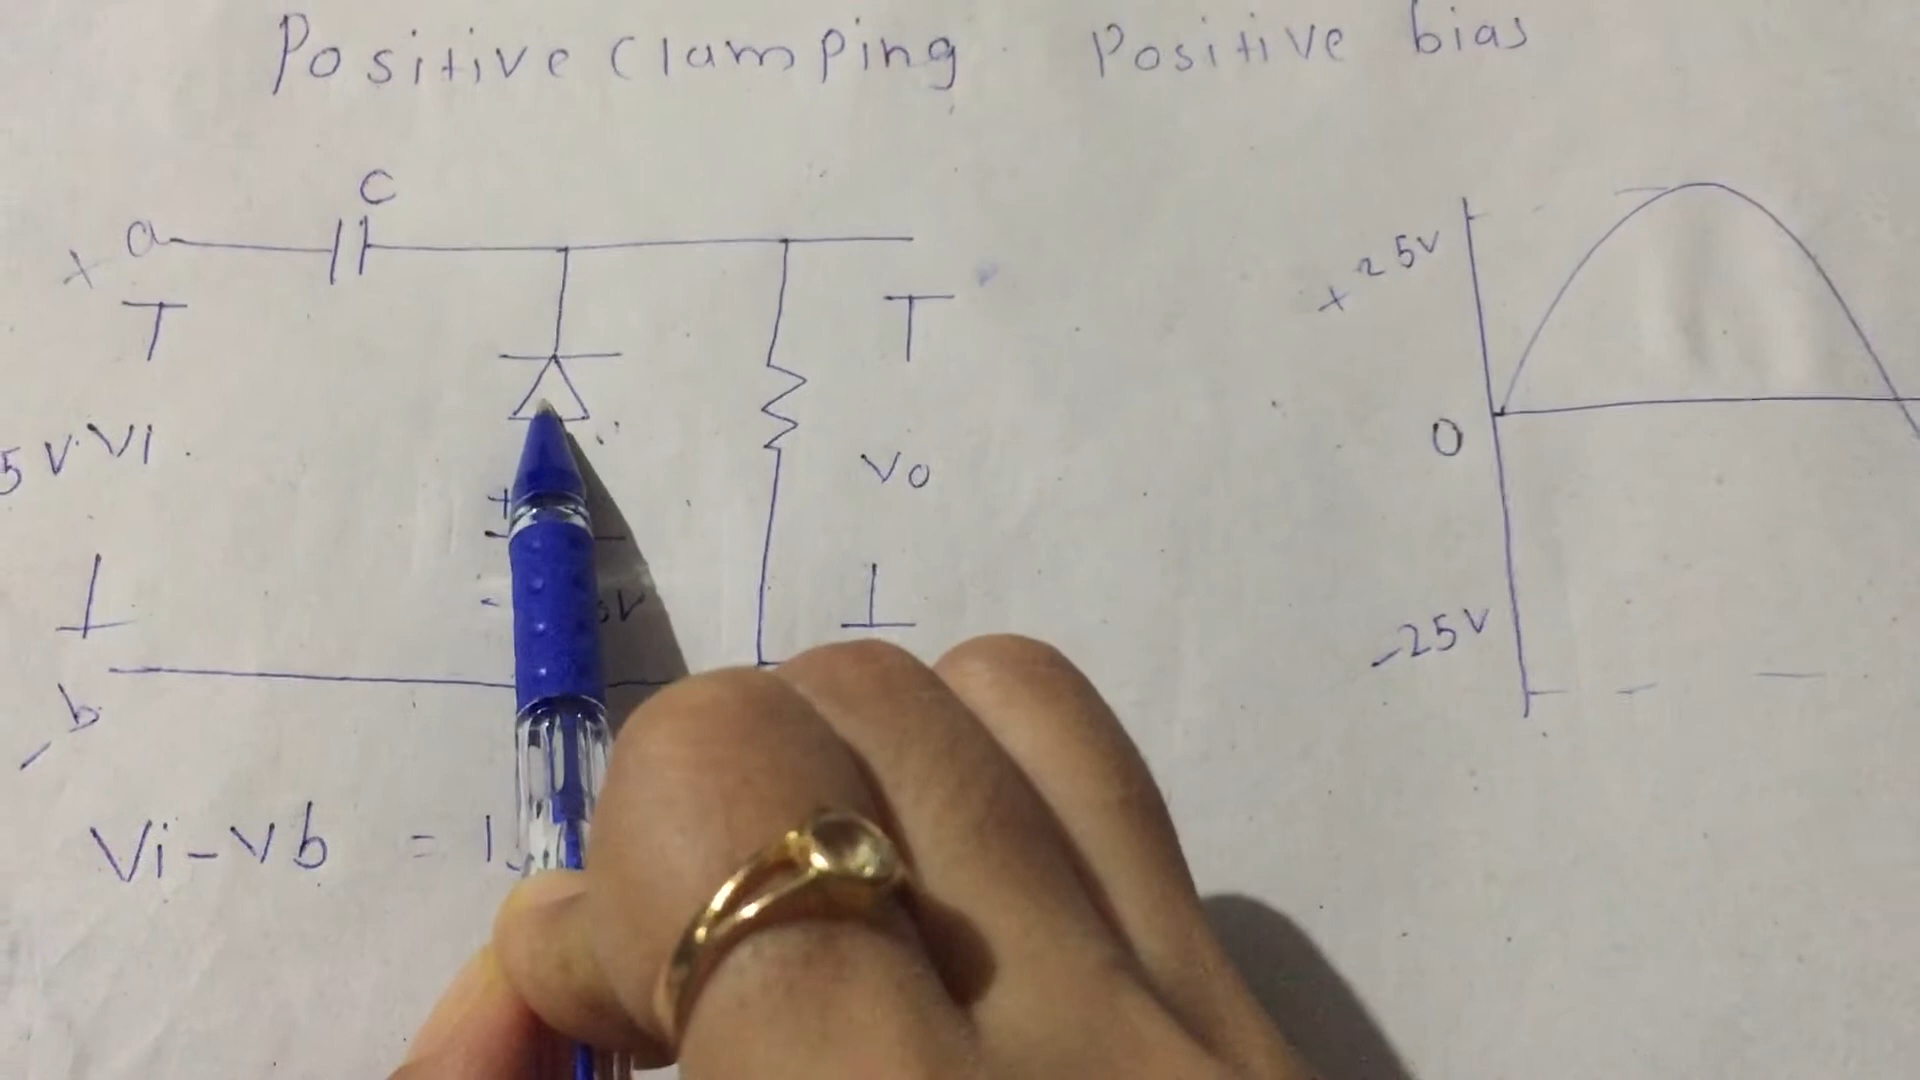 Positive clamping Positive bias
C
+ a
+25V
5V Vi
0
Vo
+
-
-25V
b
-
Vi-Vb =